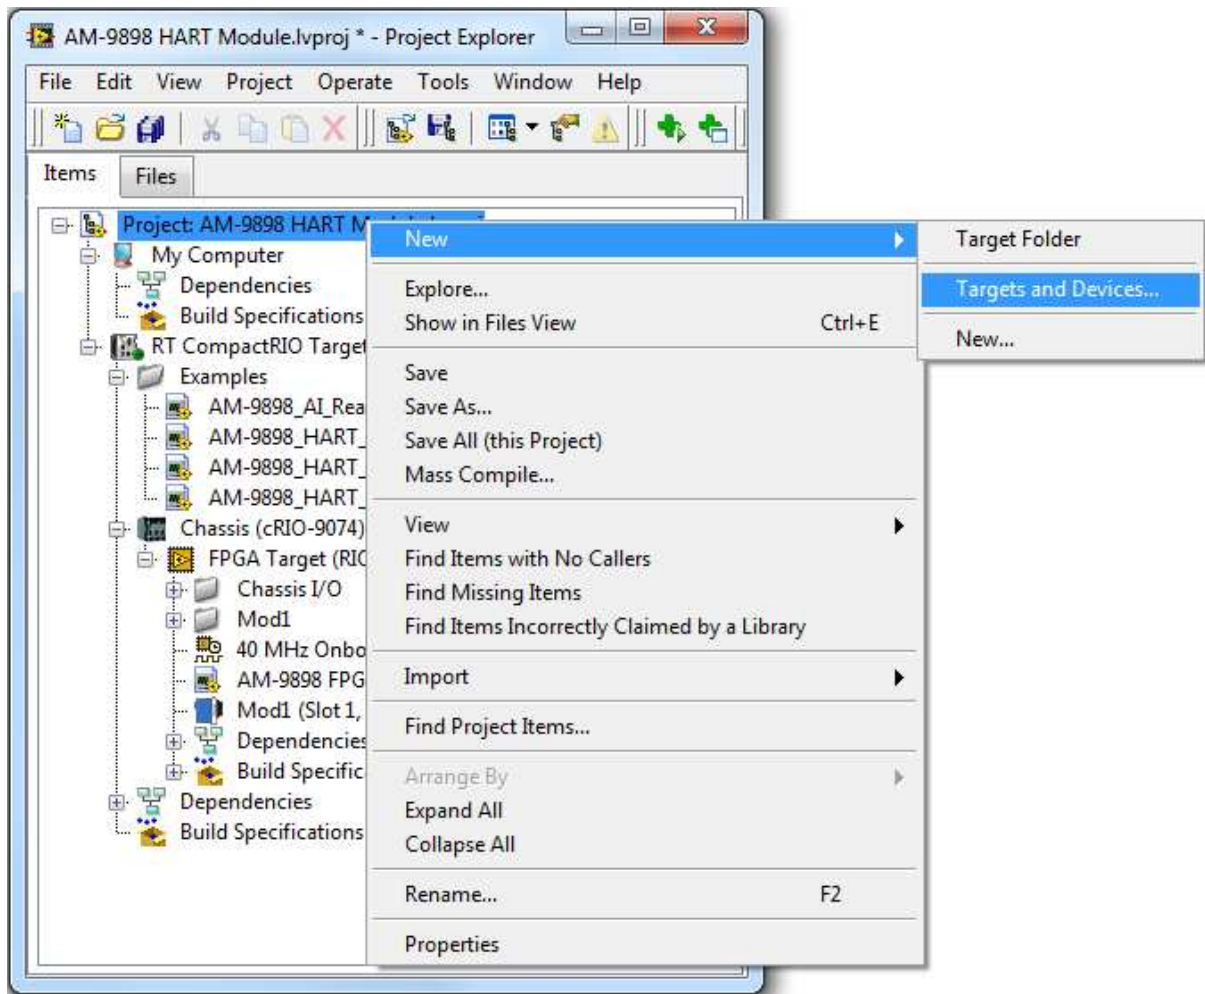 AM-9898 HART Module.lvproj * - Project Explorer
File Edit View Project Operate Tools Window Help
Items Files
Project: AM-9898 HART
My Computer
Dependencies
Build Specifications
RT CompactRIO Target
Examples
AM-9898_AI_Rea
AM-9898_HART_
AM-9898_HART_
AM-9898_HART_
Chassis (cRIO-9074)
FPGA Target (RIO
Chassis I/O
Mod1
40 MHz Onbo
AM-9898 FPG
Mod1 (Slot 1,
Dependencies
Build Specific
Dependencies
Build Specifications
New
Explore...
Show in Files View Ctrl+E
Save
Save As...
Save All (this Project)
Mass Compile...
View
Find Items with No Callers
Find Missing Items
Find Items Incorrectly Claimed by a Library
Import
Find Project Items...
Arrange By
Expand All
Collapse All
Rename... F2
Properties
Target Folder
Targets and Devices...
New...